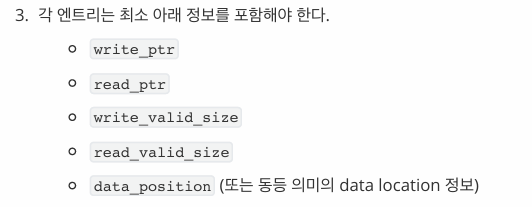 3. 각 엔트리는 최소 아래 정보를 포함해야 한다.
write_ptr
read_ptr
write_valid_size
read_valid_size
data_position (또는 동등 의미의 data location 정보)